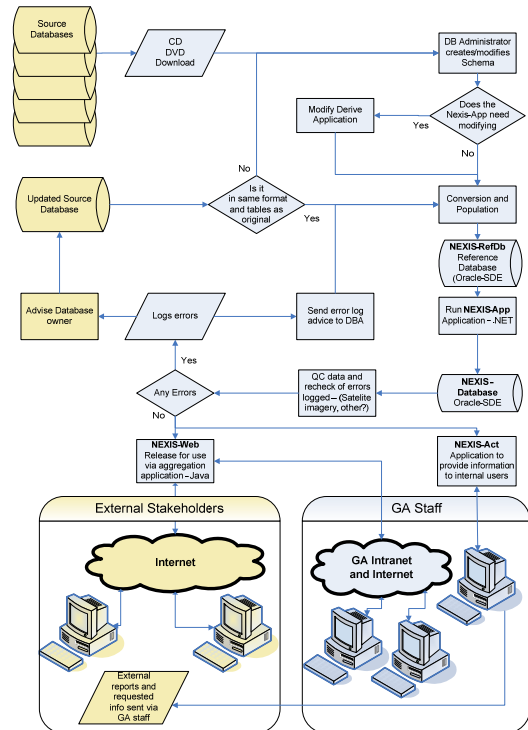 Source
Databases
CD
DVD
Download
DB Administrator
creates/modifies
Schema
Does the
Nexis-App need
modifying
Modify Derive
Application
Yes
No
No
Is it
in same format
and tables as
original
Yes
Updated Source
Database
Conversion and
Population
NEXIS-RefDb
Reference
Database
(Oracle-SDE
Advise Database
owner
Logs errors
Send error log
advice to DBA
Run NEXIS-App
Application - .NET
Yes
Any Errors
No
QC data and
recheck of errors
logged – (Satelite
imagery, other?)
NEXIS –
Database
Oracle-SDE
NEXIS-Web
Release for use
via aggregation
application – Java
NEXIS-Act
Application to
provide information
to internal users
External Stakeholders
GA Staff
Internet
GA Intranet
and Internet
External
reports and
requested
info sent via
GA staff